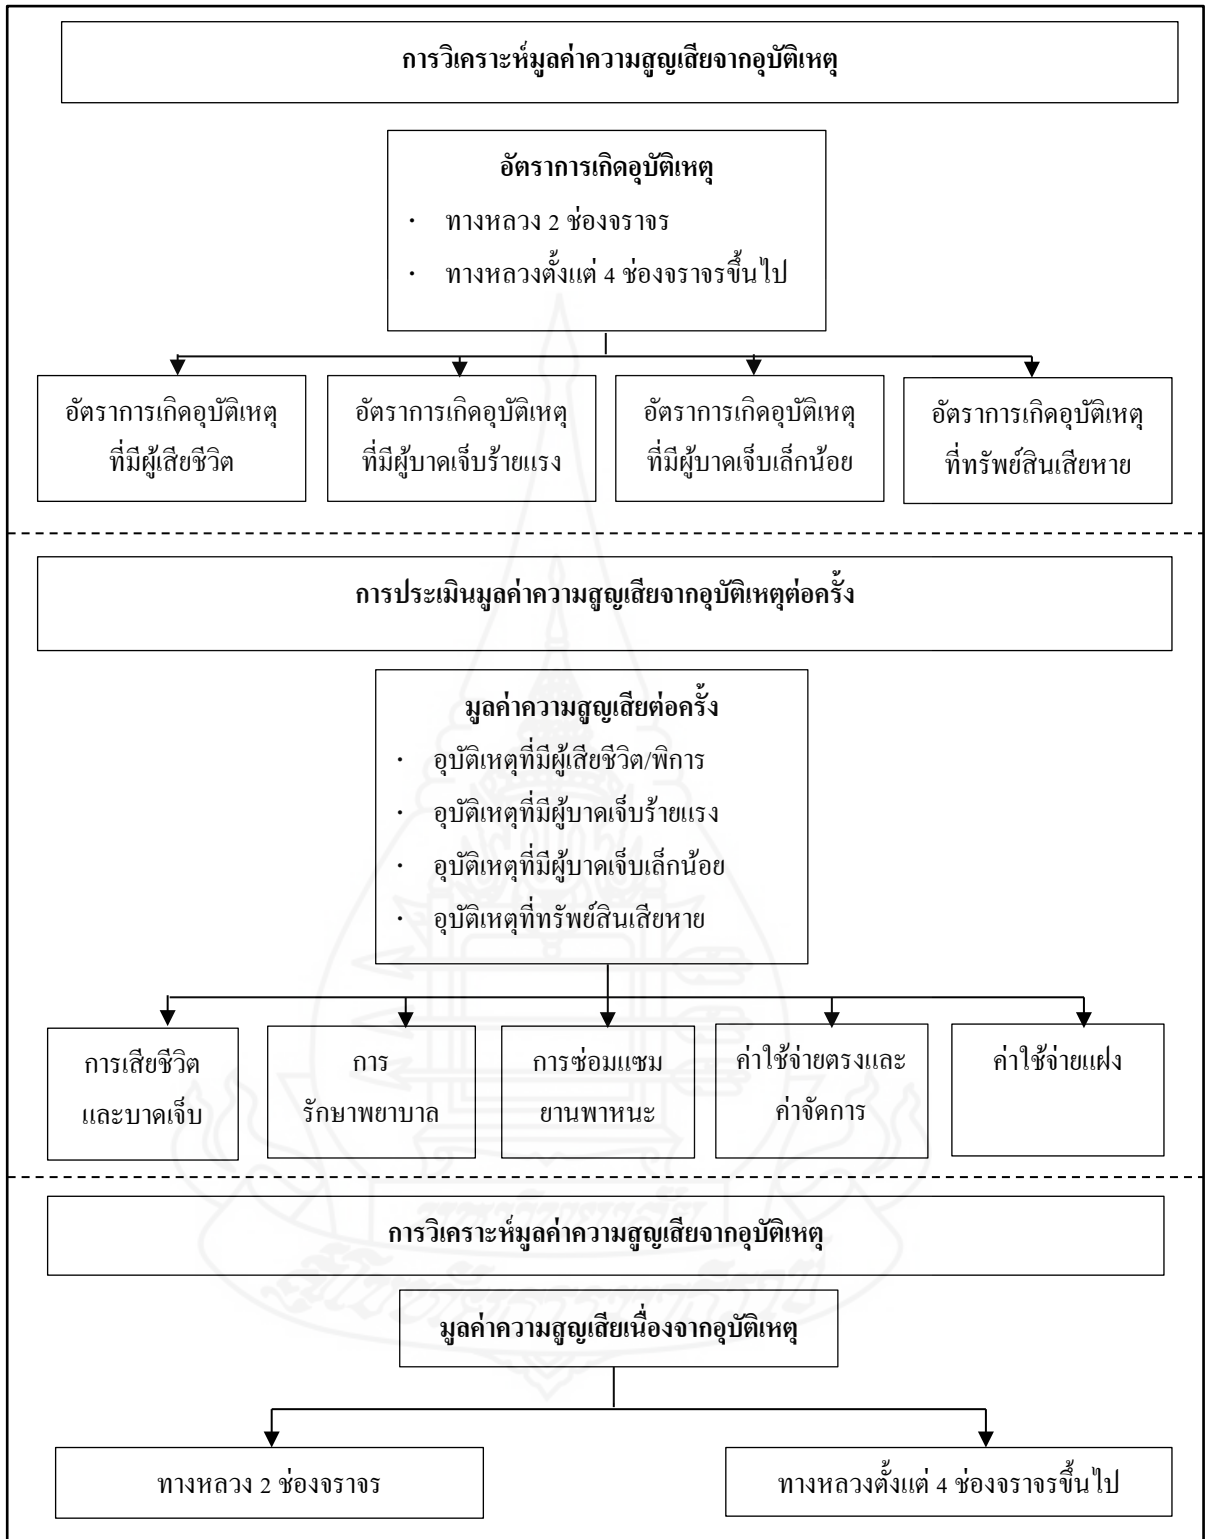 การวิเคราะห์มูลค่าความสูญเสียจากอุบัติเหตุ
อัตราการเกิดอุบัติเหตุ
· ทางหลวง 2 ช่องจราจร
· ทางหลวงตั้งแต่ 4 ช่องจราจรขึ้นไป
อัตราการเกิดอุบัติเหตุ
ที่มีผู้เสียชีวิต
อัตราการเกิดอุบัติเหตุ
ที่มีผู้บาดเจ็บร้ายแรง
อัตราการเกิดอุบัติเหตุ
ที่มีผู้บาดเจ็บเล็กน้อย
อัตราการเกิดอุบัติเหตุ
ที่ทรัพย์สินเสียหาย
การประเมินมูลค่าความสูญเสียจากอุบัติเหตุต่อครั้ง
มูลค่าความสูญเสียต่อครั้ง
· อุบัติเหตุที่มีผู้เสียชีวิต/พิการ
· อุบัติเหตุที่มีผู้บาดเจ็บร้ายแรง
· อุบัติเหตุที่มีผู้บาดเจ็บเล็กน้อย
· อุบัติเหตุที่ทรัพย์สินเสียหาย
การเสียชีวิต
และบาดเจ็บ
การ
รักษาพยาบาล
การซ่อมแซม
ยานพาหนะ
ค่าใช้จ่ายตรงและ
ค่าจัดการ
ค่าใช้จ่ายแฝง
การวิเคราะห์มูลค่าความสูญเสียจากอุบัติเหตุ
มูลค่าความสูญเสียเนื่องจากอุบัติเหตุ
ทางหลวง 2 ช่องจราจร
ทางหลวงตั้งแต่ 4 ช่องจราจรขึ้นไป